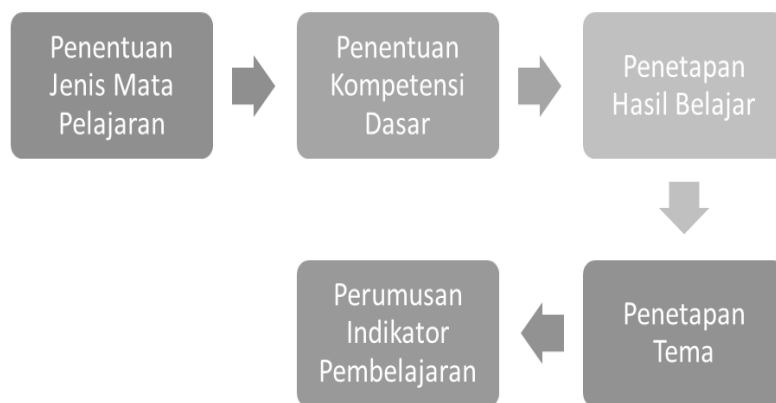 Penentuan
Jenis Mata
Pelajaran
Penentuan
Kompetensi
Dasar
Penetapan
Hasil Belajar
Penetapan
Tema
Perumusan
Indikator
Pembelajaran